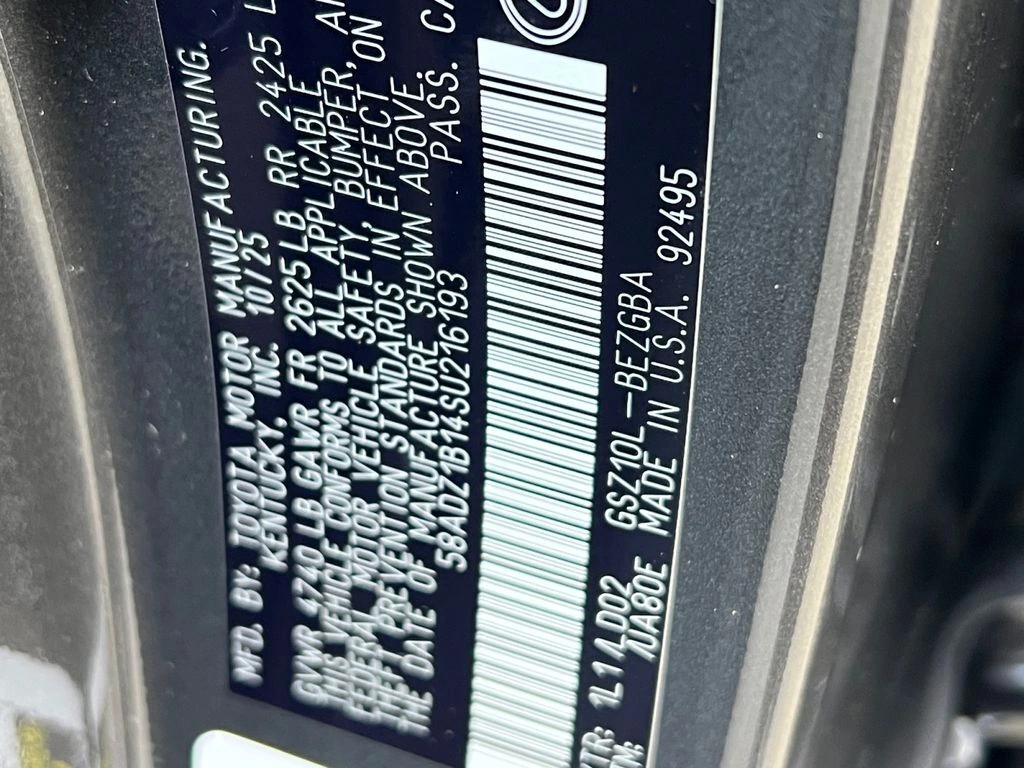 MFD. BY: TOYOTA MOTOR MANUFACTURING.
KENTUCKY. INC. 10/25
GVWR 4740 LB GAWR FR 2625 LB RR 2425 L
THIS VEHICLE CONFORMS TO ALL APPLICABLE
FEDERAL MOTOR VEHICLE SAFETY, BUMPER, AN
THEFT PREVENTION STANDARDS IN EFFECT ON
THE DATE OF MANUFACTURE SHOWN ABOVE.
58ADZ1B14SU216193 PASS. CA
/TR: 1L14D02 GSZ10L-BEZGBA
UA80E MADE IN U.S.A. 92495